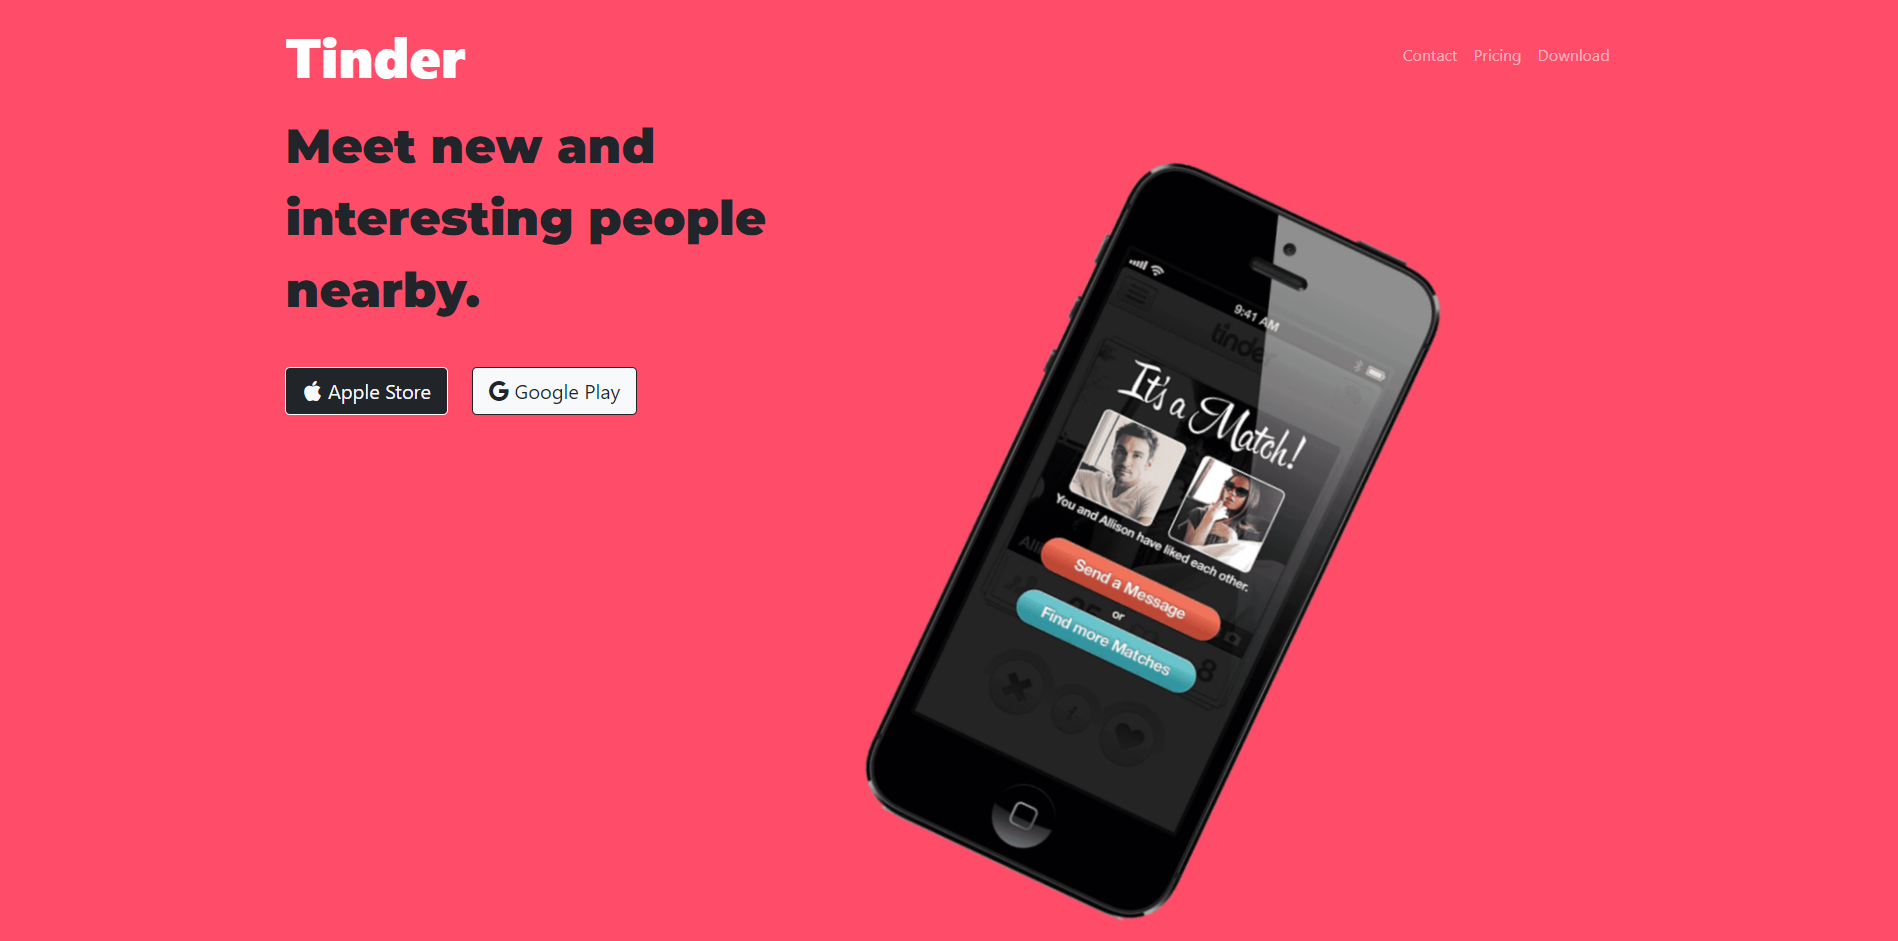 Tinder
Contact Pricing Download
Meet new and
interesting people
nearby.
Apple Store
Google Play
9:41 AM
tinder
It's a Match!
You and Allison have liked each other.
Send a Message
or
Find more Matches
8